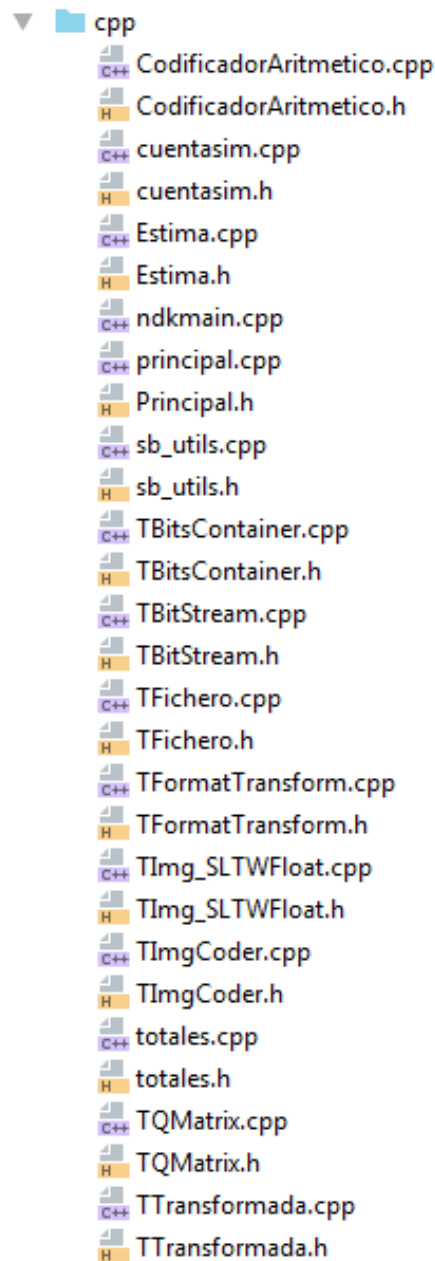 cpp
C++ CodificadorAritmetico.cpp
H CodificadorAritmetico.h
C++ cuentasim.cpp
H cuentasim.h
C++ Estima.cpp
H Estima.h
C++ ndkmain.cpp
C++ principal.cpp
H Principal.h
C++ sb_utils.cpp
H sb_utils.h
C++ TBitsContainer.cpp
H TBitsContainer.h
C++ TBitStream.cpp
H TBitStream.h
C++ TFichero.cpp
H TFichero.h
C++ TFormatTransform.cpp
H TFormatTransform.h
C++ TImg_SLTWFloat.cpp
H TImg_SLTWFloat.h
C++ TImgCoder.cpp
H TImgCoder.h
C++ totales.cpp
H totales.h
C++ TQMatrix.cpp
H TQMatrix.h
C++ TTransformada.cpp
H TTransformada.h